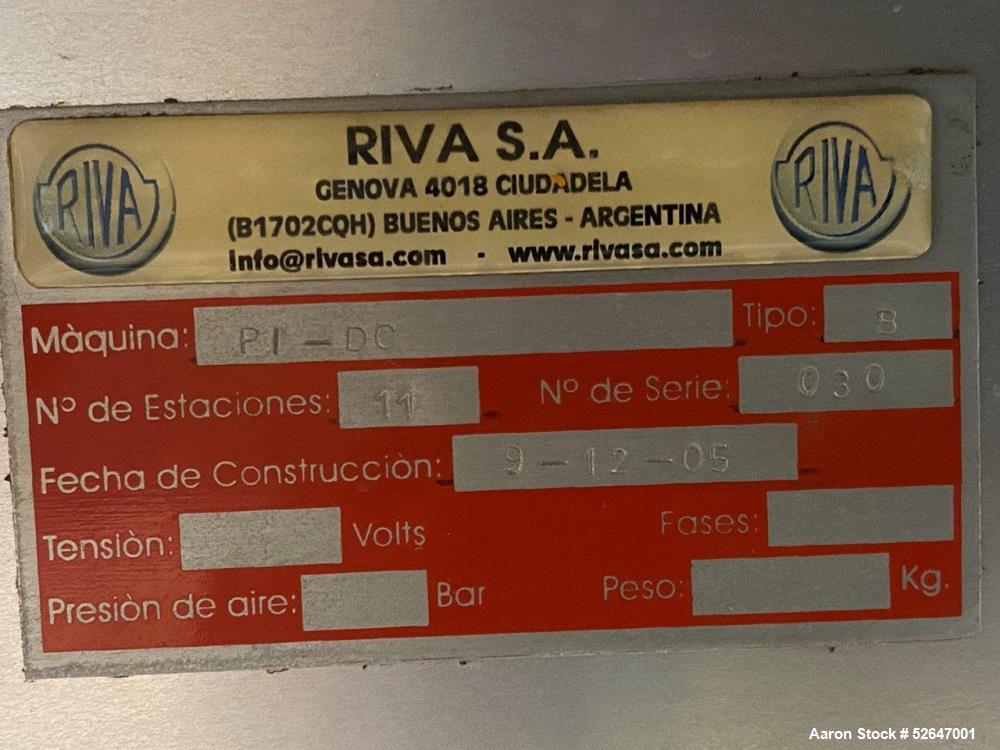 RIVA S.A.
RIVA
RIVA
GENOVA 4018 CIUDADELA
(B1702CQH) BUENOS AIRES - ARGENTINA
info@rivasa.com - www.rivasa.com
Màquina: PI-DC Tipo: B
Nº de Estaciones: 11 Nº de Serie: 030
Fecha de Construcciòn: 9-12-05
Tensiòn: Volts Fases:
Presiòn de aire: Bar Peso: Kg.
Aaron Stock # 52647001